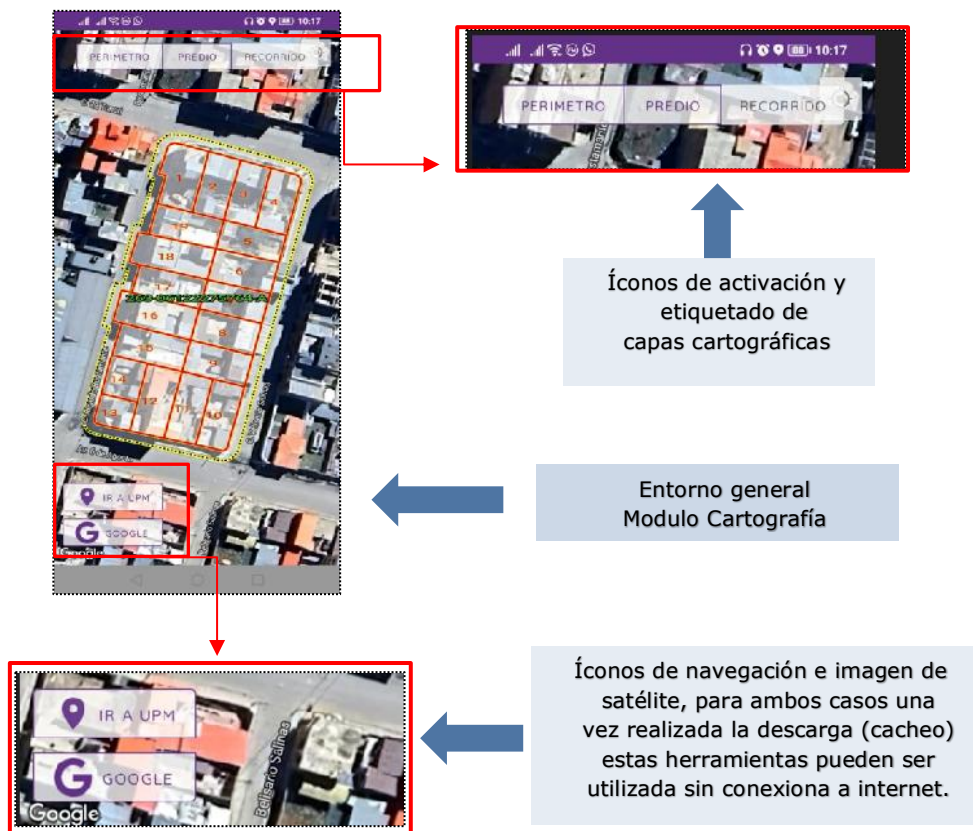 10:17
PERIMETRO PREDIO RECORRIDO
1
2
3
4
5
18
6
17
16
8
15
9
14
12
13
11
10
IR A UPM
GOOGLE
Google
10:17
PERIMETRO PREDIO RECORRIDO
Íconos de activación y
etiquetado de
capas cartográficas
Entorno general
Modulo Cartografía
IR A UPM
GOOGLE
Google
Belisario Salinas
Íconos de navegación e imagen de
satélite, para ambos casos una
vez realizada la descarga (cacheo)
estas herramientas pueden ser
utilizada sin conexiona a internet.